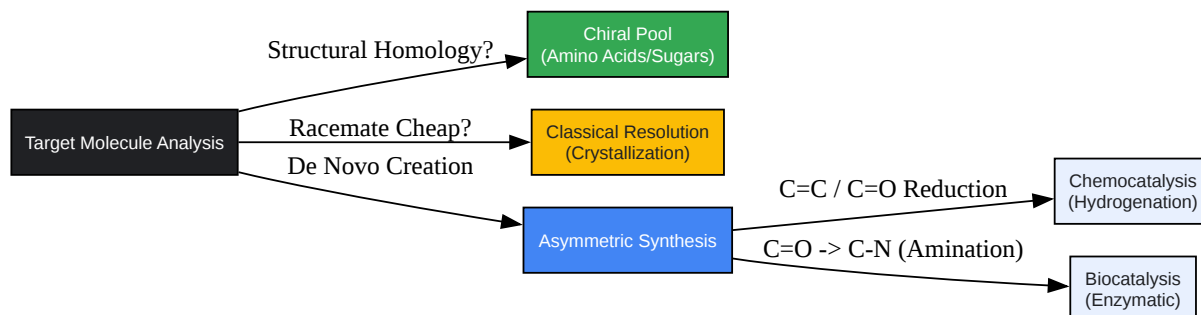 Structural Homology?
Chiral Pool
(Amino Acids/Sugars)
Target Molecule Analysis
Racemate Cheap?
Classical Resolution
(Crystallization)
De Novo Creation
Asymmetric Synthesis
C=C / C=O Reduction
Chemocatalysis
(Hydrogenation)
C=O -> C-N (Amination)
Biocatalysis
(Enzymatic)